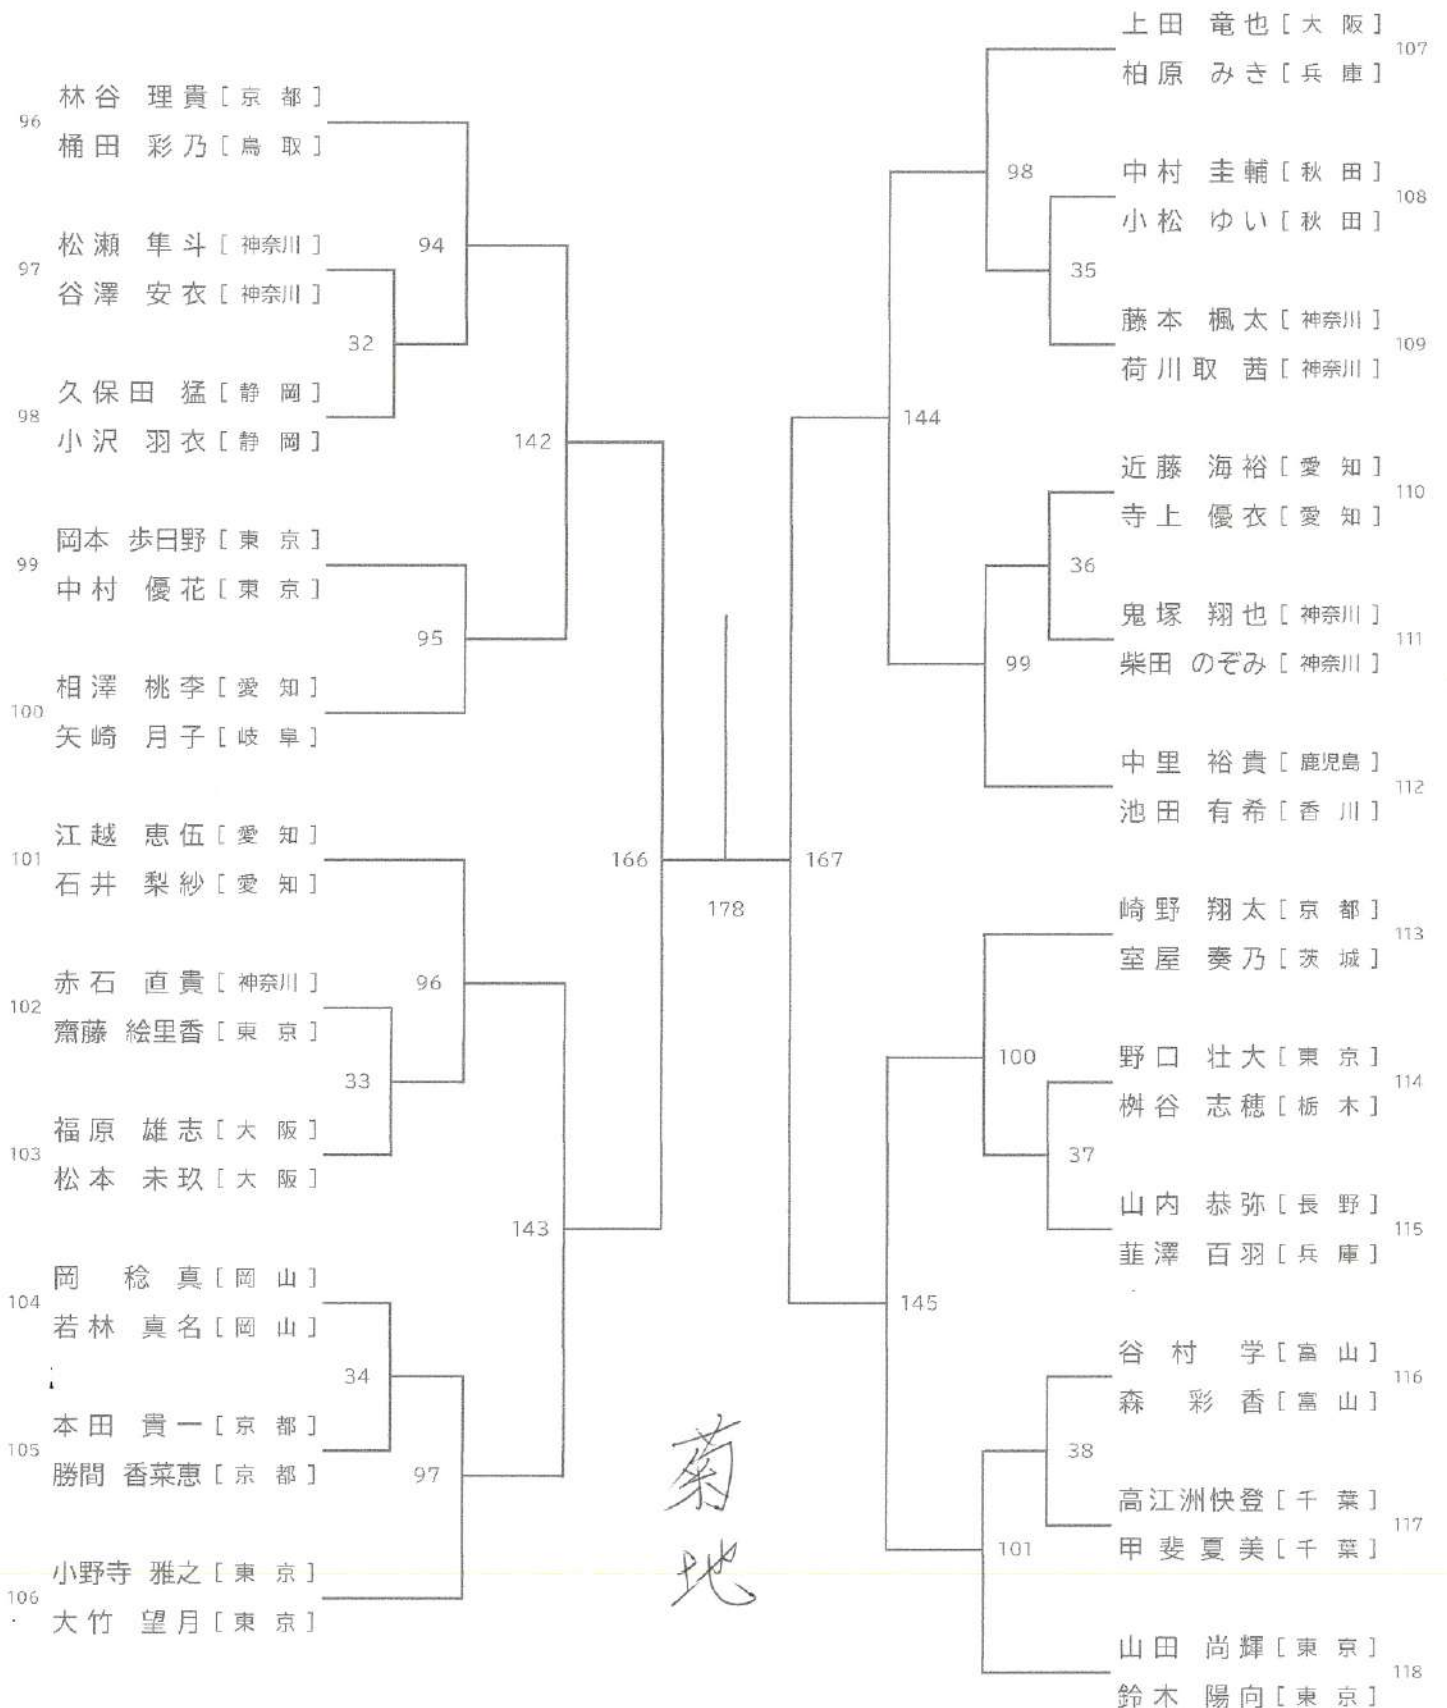 96
林谷 理貴 [ 京 都 ]
桶田 彩乃 [ 鳥 取 ]
97
松瀬 隼斗 [ 神奈川 ]
谷澤 安衣 [ 神奈川 ]
98
久保田 猛 [ 静 岡 ]
小沢 羽衣 [ 静 岡 ]
99
岡本 歩日野 [ 東 京 ]
中村 優花 [ 東 京 ]
100
相澤 桃李 [ 愛 知 ]
矢崎 月子 [ 岐 阜 ]
101
江越 恵伍 [ 愛 知 ]
石井 梨紗 [ 愛 知 ]
102
赤石 直貴 [ 神奈川 ]
齋藤 絵里香 [ 東 京 ]
103
福原 雄志 [ 大 阪 ]
松本 未玖 [ 大 阪 ]
104
岡 稔真 [ 岡 山 ]
若林 真名 [ 岡 山 ]
105
本田 貴一 [ 京 都 ]
勝間 香菜恵 [ 京 都 ]
106
小野寺 雅之 [ 東 京 ]
大竹 望月 [ 東 京 ]
32
33
34
94
95
96
97
142
143
166
178
167
144
145
98
99
100
101
35
36
37
38
上田 竜也 [ 大 阪 ]
柏原 みき [ 兵 庫 ]
107
中村 圭輔 [ 秋 田 ]
小松 ゆい [ 秋 田 ]
108
藤本 楓太 [ 神奈川 ]
荷川取 茜 [ 神奈川 ]
109
近藤 海裕 [ 愛 知 ]
寺上 優衣 [ 愛 知 ]
110
鬼塚 翔也 [ 神奈川 ]
柴田 のぞみ [ 神奈川 ]
111
中里 裕貴 [ 鹿児島 ]
池田 有希 [ 香 川 ]
112
崎野 翔太 [ 京 都 ]
室屋 奏乃 [ 茨 城 ]
113
野口 壮大 [ 東 京 ]
桝谷 志穂 [ 栃 木 ]
114
山内 恭弥 [ 長 野 ]
韮澤 百羽 [ 兵 庫 ]
115
谷村 学 [ 富 山 ]
森 彩香 [ 富 山 ]
116
高江洲快登 [ 千 葉 ]
甲斐夏美 [ 千 葉 ]
117
山田 尚輝 [ 東 京 ]
鈴木 陽向 [ 東 京 ]
118
菊地